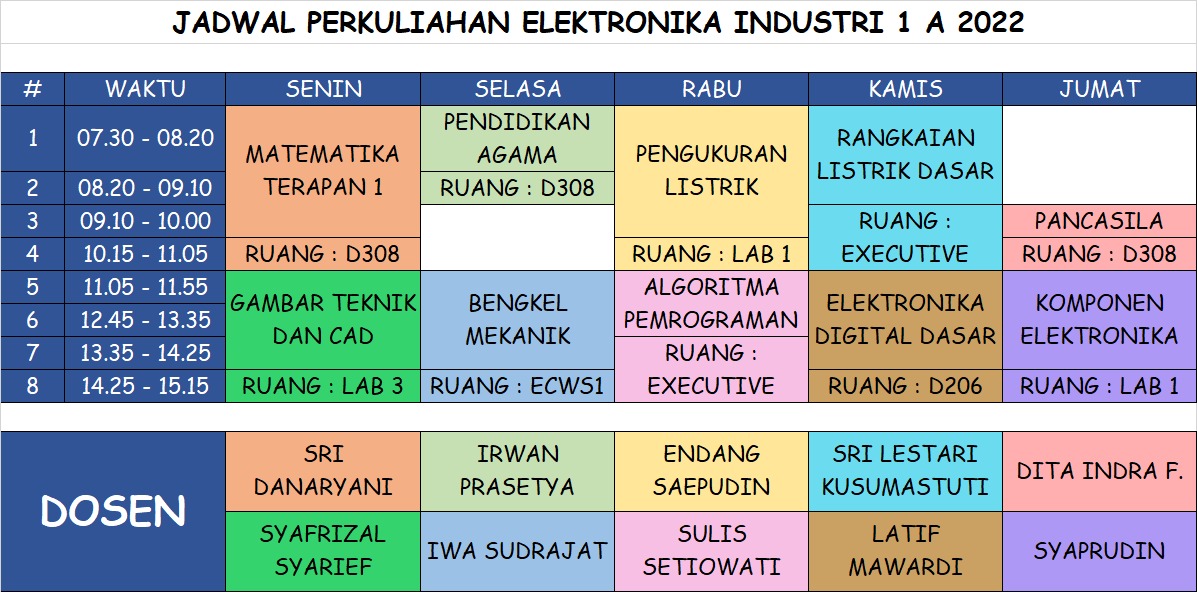 JADWAL PERKULIAHAN ELEKTRONIKA INDUSTRI 1 A 2022
# WAKTU SENIN SELASA RABU KAMIS JUMAT
1 07.30 - 08.20
2 08.20 - 09.10
3 09.10 - 10.00
4 10.15 - 11.05
5 11.05 - 11.55
6 12.45 - 13.35
7 13.35 - 14.25
8 14.25 - 15.15
MATEMATIKA
TERAPAN 1
RUANG : D308
GAMBAR TEKNIK
DAN CAD
RUANG : LAB 3
PENDIDIKAN
AGAMA
RUANG : D308
BENGKEL
MEKANIK
RUANG : ECWS1
PENGUKURAN
LISTRIK
RUANG : LAB 1
ALGORITMA
PEMROGRAMAN
RUANG :
EXECUTIVE
RANGKAIAN
LISTRIK DASAR
RUANG :
EXECUTIVE
ELEKTRONIKA
DIGITAL DASAR
RUANG : D206
PANCASILA
RUANG : D308
KOMPONEN
ELEKTRONIKA
RUANG : LAB 1
DOSEN
SRI
DANARYANI
IRWAN
PRASETYA
ENDANG
SAEPUDIN
SRI LESTARI
KUSUMASTUTI
DITA INDRA F.
SYAFRIZAL
SYARIEF
IWA SUDRAJAT
SULIS
SETIOWATI
LATIF
MAWARDI
SYAPRUDIN